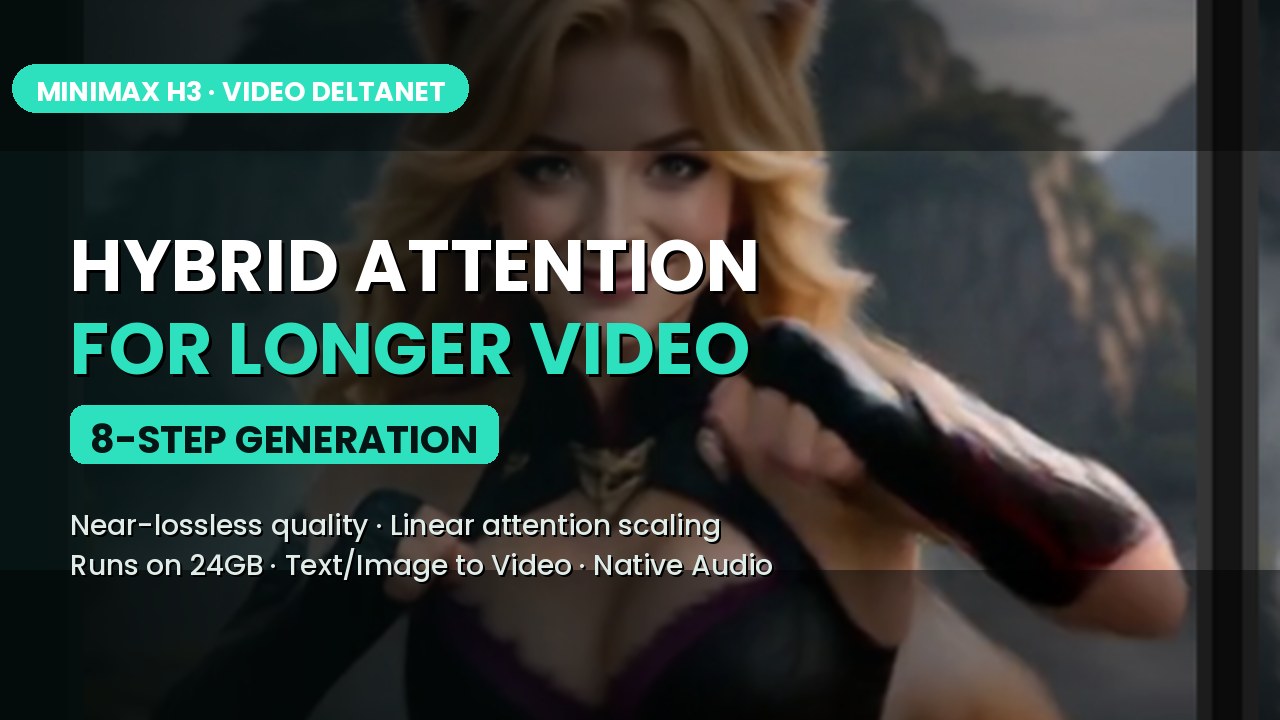 MINIMAX H3 · VIDEO DELTANET
HYBRID ATTENTION
FOR LONGER VIDEO
8-STEP GENERATION
Near-lossless quality · Linear attention scaling
Runs on 24GB · Text/Image to Video · Native Audio